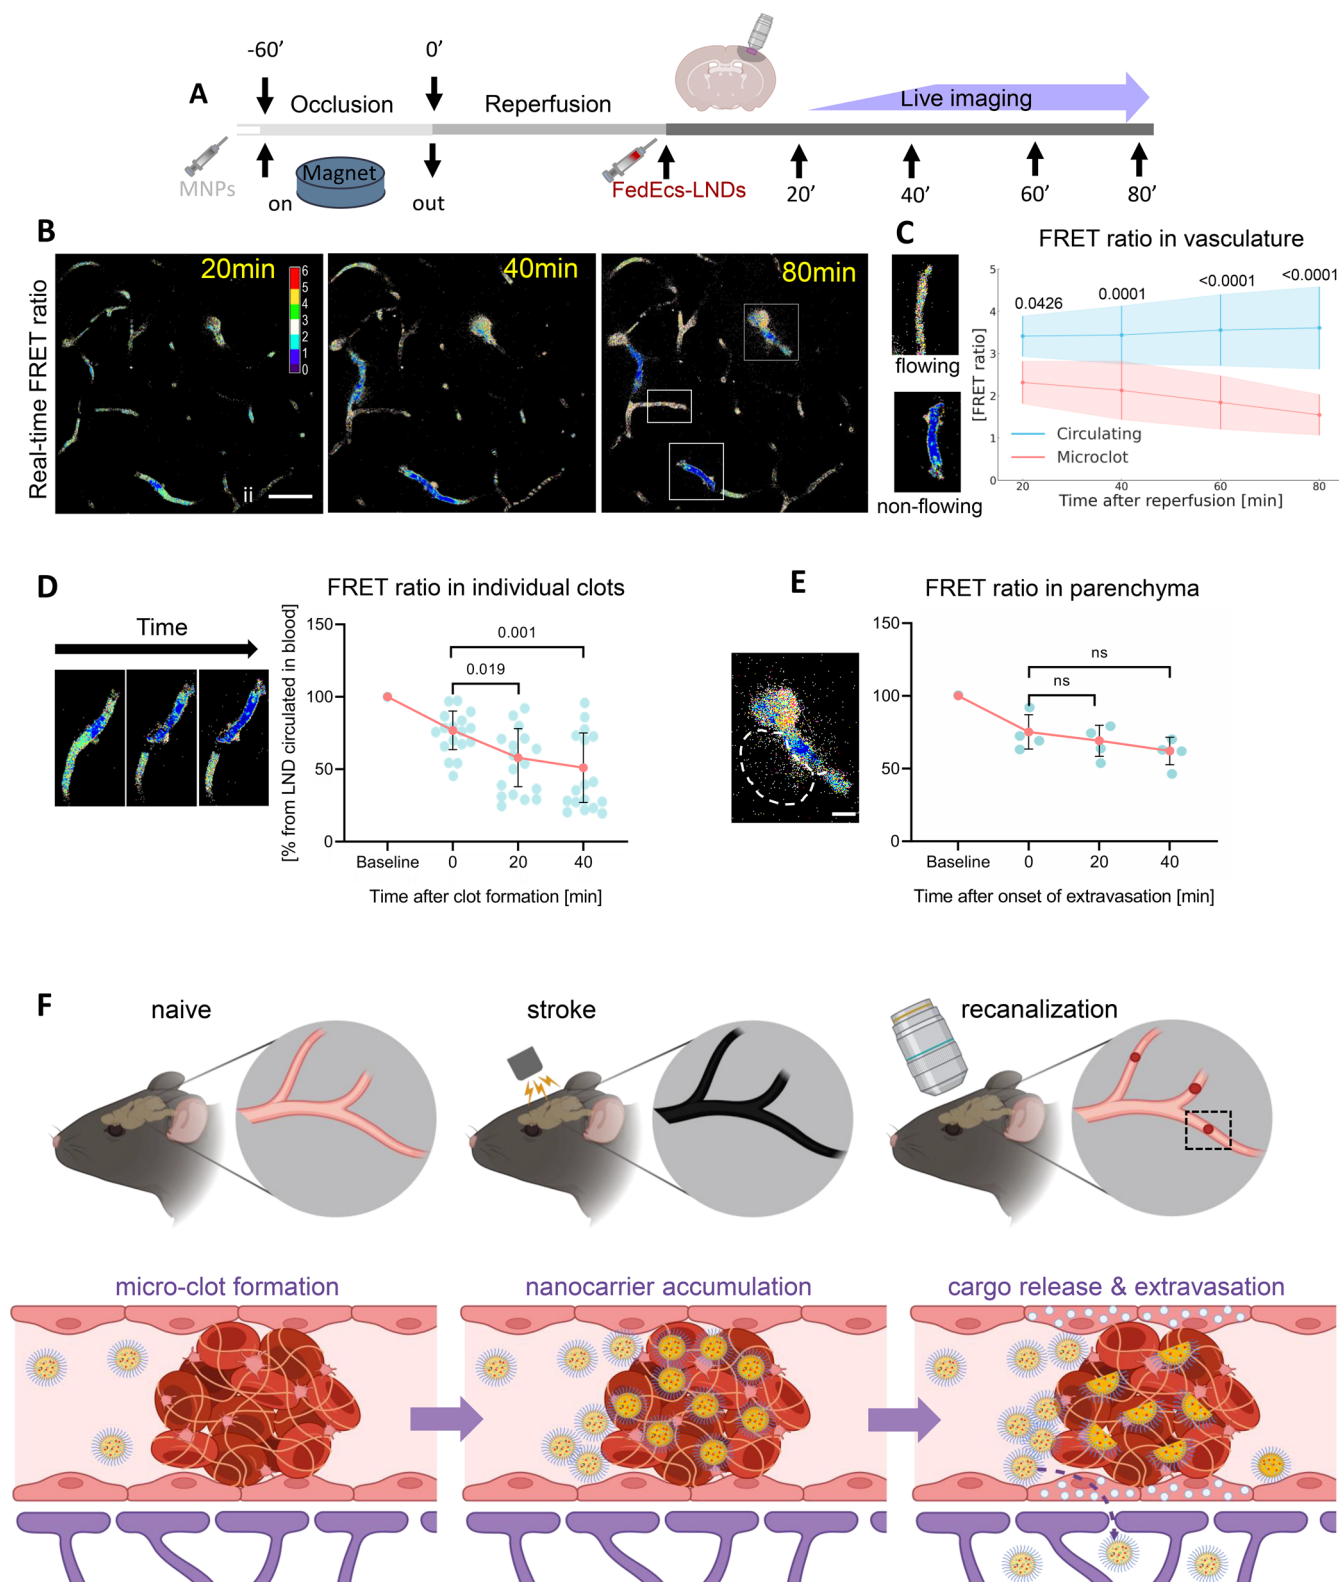 A
-60’
0’
Occlusion
Reperfusion
Live imaging
MNPs
on
Magnet
out
FedEcs-LNDs
20’
40’
60’
80’
B
Real-time FRET ratio
20min
6
5
4
3
2
1
0
ii
40min
80min
C
FRET ratio in vasculature
flowing
non-flowing
[FRET ratio]
5
4
3
2
1
0
0.0426
0.0001
<0.0001
<0.0001
Circulating
Microclot
20
40
60
80
Time after reperfusion [min]
D
Time
FRET ratio in individual clots
[% from LND circulated in blood]
150
100
50
0
0.001
0.019
Baseline
0
20
40
Time after clot formation [min]
E
FRET ratio in parenchyma
150
100
50
0
ns
ns
Baseline
0
20
40
Time after onset of extravasation [min]
F
naive
stroke
recanalization
micro-clot formation
nanocarrier accumulation
cargo release & extravasation